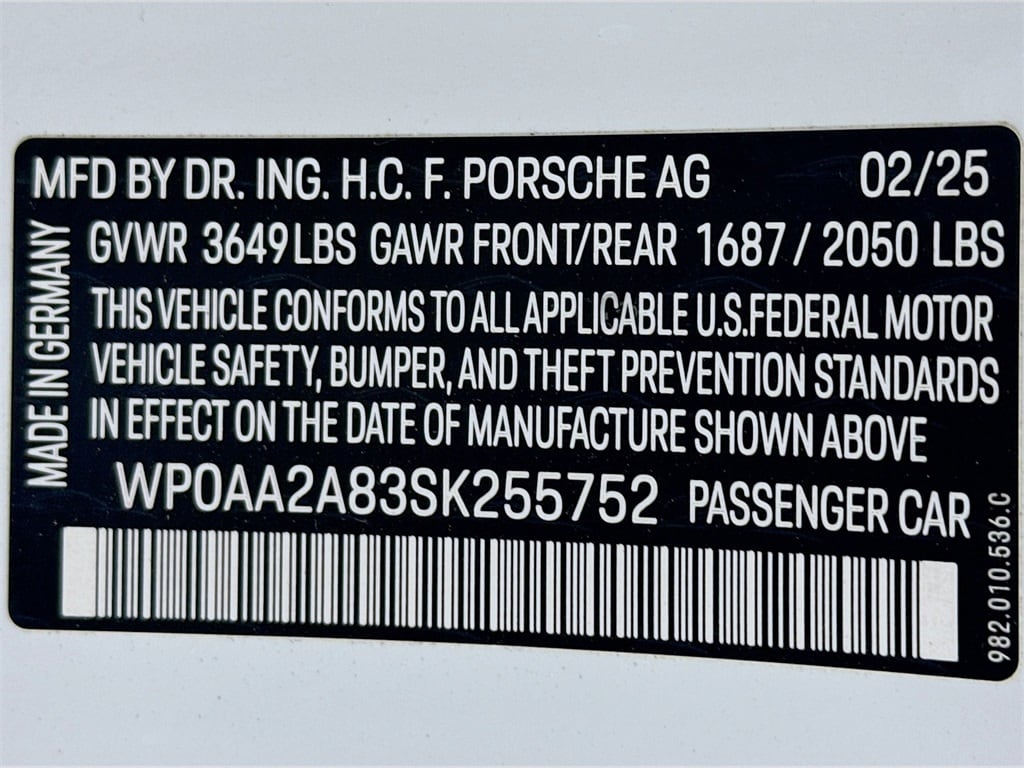 MFD BY DR. ING. H.C. F. PORSCHE AG 02/25
GVWR 3649LBS GAWR FRONT/REAR 1687/2050 LBS
THIS VEHICLE CONFORMS TO ALL APPLICABLE U.S.FEDERAL MOTOR
VEHICLE SAFETY, BUMPER, AND THEFT PREVENTION STANDARDS
IN EFFECT ON THE DATE OF MANUFACTURE SHOWN ABOVE
WP0AA2A83SK255752 PASSENGER CAR
MADE IN GERMANY
982.010.536.C